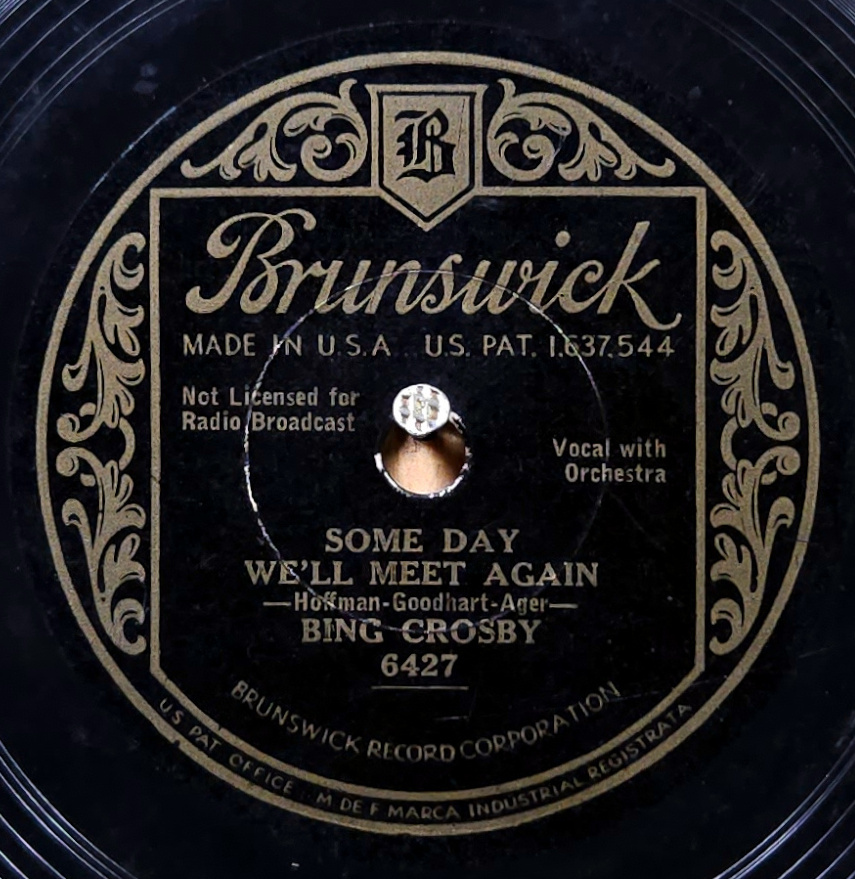 B
Brunswick
MADE IN U.S.A. U.S. PAT. 1,637,544
Not Licensed for
Radio Broadcast
Vocal with
Orchestra
SOME DAY
WE'LL MEET AGAIN
—Hoffman-Goodhart-Ager—
BING CROSBY
6427
BRUNSWICK RECORD CORPORATION
U S PAT OFFICE M DE F MARCA INDUSTRIAL REGISTRATA